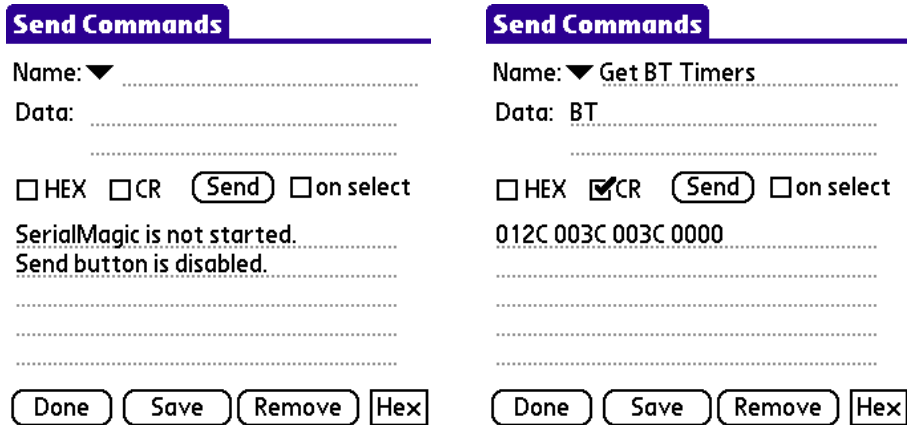 Send Commands
Name:
Data:
HEX CR Send on select
SerialMagic is not started.
Send button is disabled.
Done Save Remove Hex
Send Commands
Name: Get BT Timers
Data: BT
HEX CR Send on select
012C 003C 003C 0000
Done Save Remove Hex